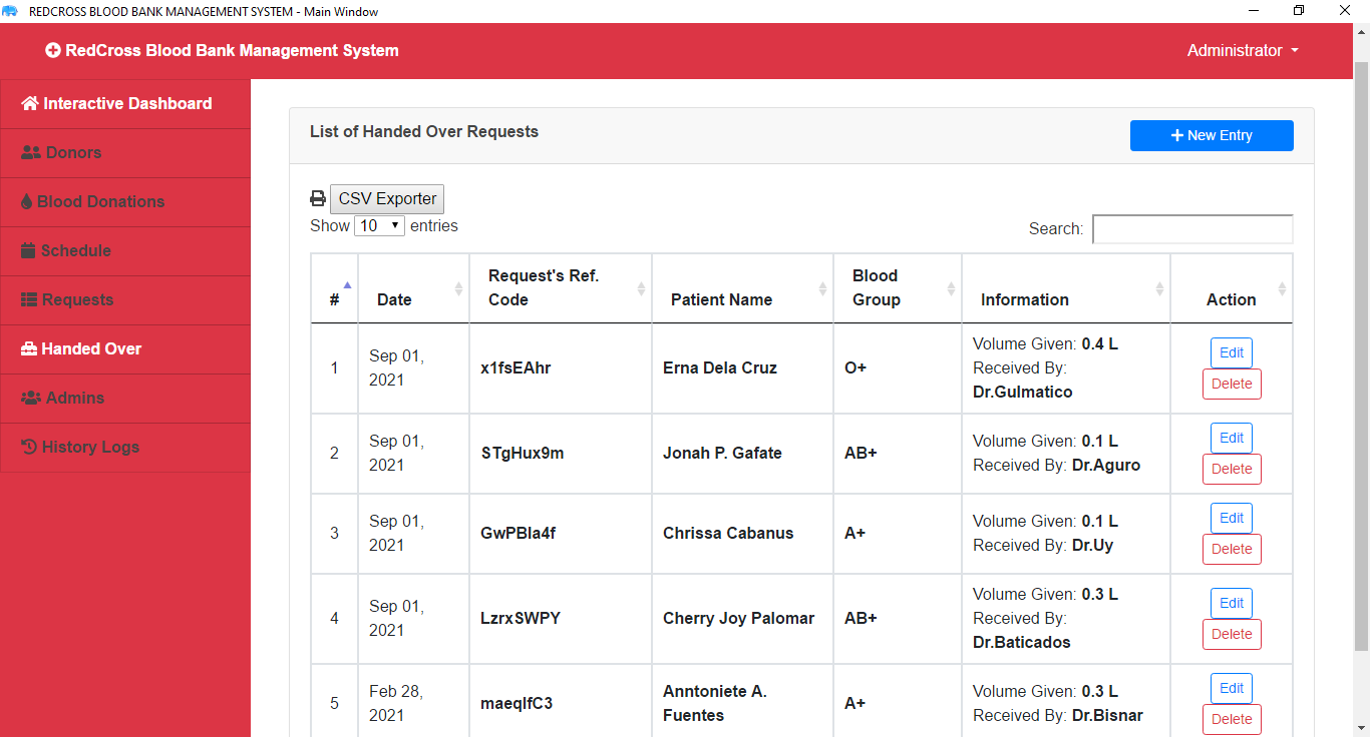 REDCROSS BLOOD BANK MANAGEMENT SYSTEM - Main Window
RedCross Blood Bank Management System
Administrator
Interactive Dashboard
Donors
Blood Donations
Schedule
Requests
Handed Over
Admins
History Logs
List of Handed Over Requests
New Entry
CSV Exporter
Show 10 entries
Search:
# Date Request's Ref. Code Patient Name Blood Group Information Action
1 Sep 01, 2021 x1fsEAhr Erna Dela Cruz O+ Volume Given: 0.4 L
Received By:
Dr.Gulmatico
Edit
Delete
2 Sep 01, 2021 STgHux9m Jonah P. Gafate AB+ Volume Given: 0.1 L
Received By: Dr.Aguro
Edit
Delete
3 Sep 01, 2021 GwPBla4f Chrissa Cabanus A+ Volume Given: 0.1 L
Received By: Dr.Uy
Edit
Delete
4 Sep 01, 2021 LzrxSWPY Cherry Joy Palomar AB+ Volume Given: 0.3 L
Received By:
Dr.Baticados
Edit
Delete
5 Feb 28, 2021 maeqIfC3 Anntoniete A. Fuentes A+ Volume Given: 0.3 L
Received By: Dr.Bisnar
Edit
Delete